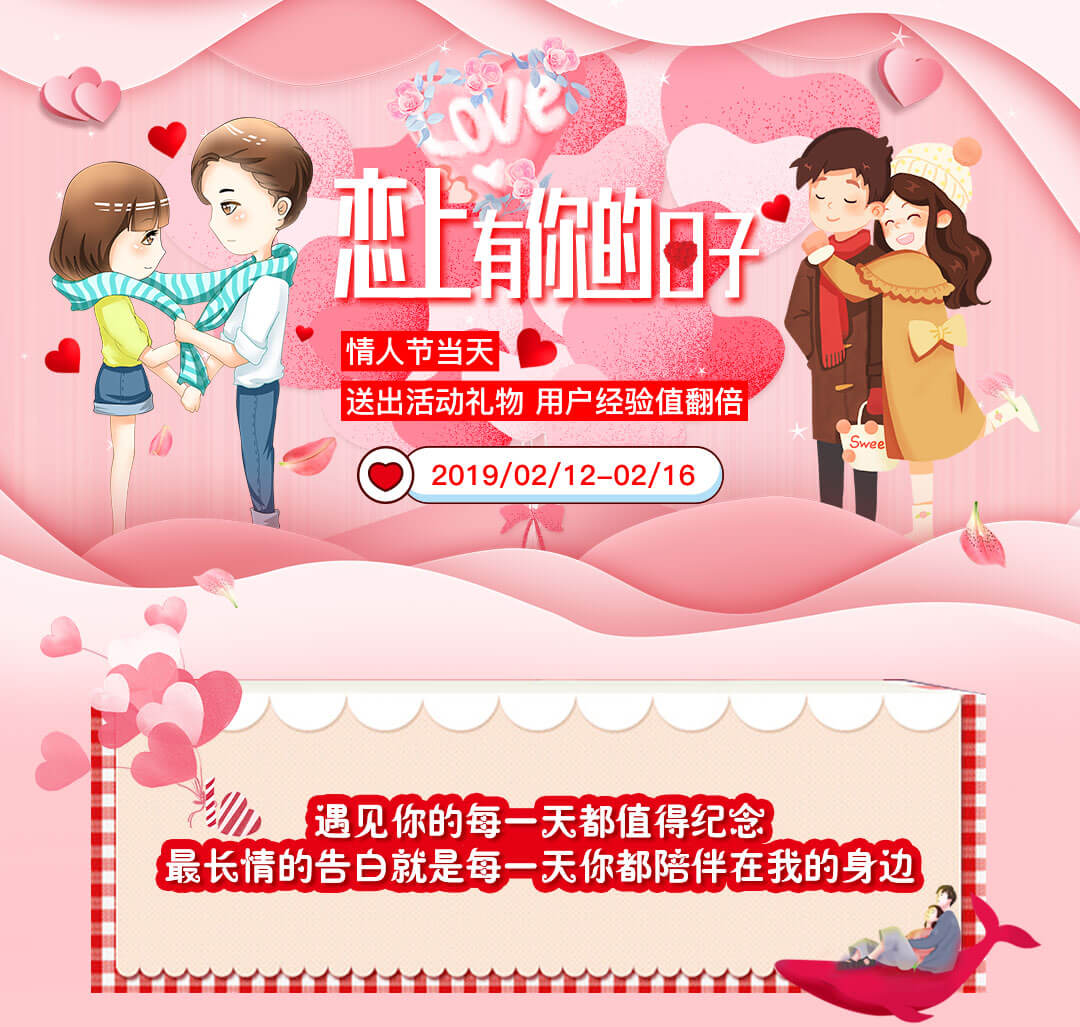 LOVE
恋上有你的日子
情人节当天
送出活动礼物 用户经验值翻倍
2019/02/12-02/16
Swee
遇见你的每一天都值得纪念
最长情的告白就是每一天你都陪伴在我的身边